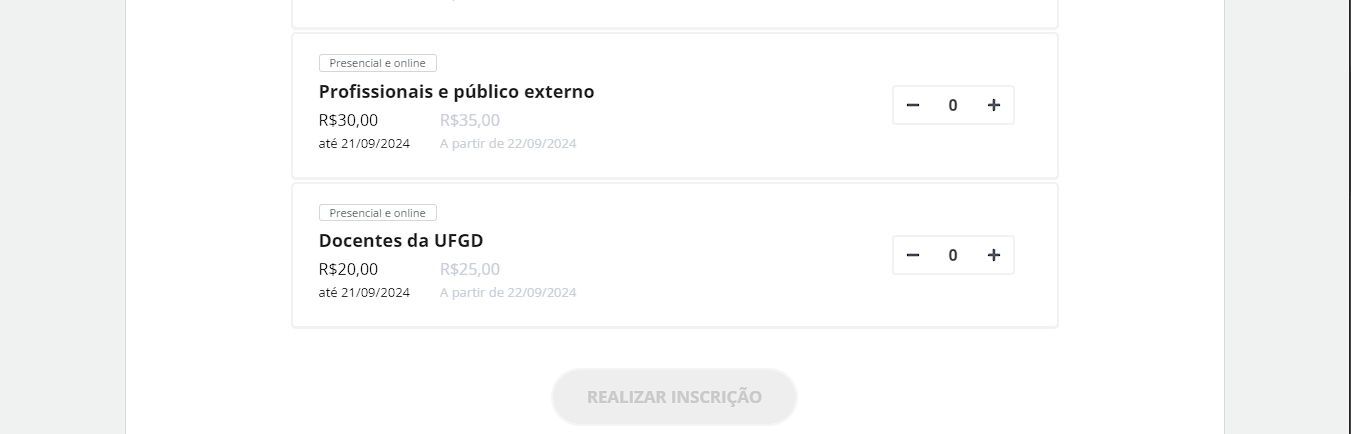 Presencial e online
Profissionais e público externo
R$30,00 R$35,00
até 21/09/2024 A partir de 22/09/2024
− 0 +
Presencial e online
Docentes da UFGD
R$20,00 R$25,00
até 21/09/2024 A partir de 22/09/2024
− 0 +
REALIZAR INSCRIÇÃO